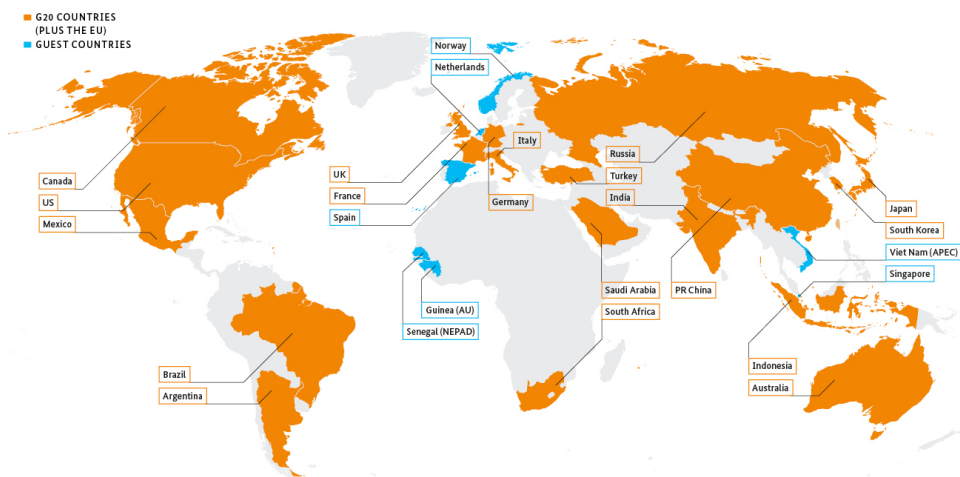 G20 COUNTRIES
(PLUS THE EU)
GUEST COUNTRIES
Norway
Netherlands
Italy
Russia
Canada
UK
Turkey
US
France
India
Germany
Mexico
Spain
Japan
South Korea
Viet Nam (APEC)
Singapore
Saudi Arabia
PR China
Guinea (AU)
South Africa
Senegal (NEPAD)
Indonesia
Brazil
Australia
Argentina